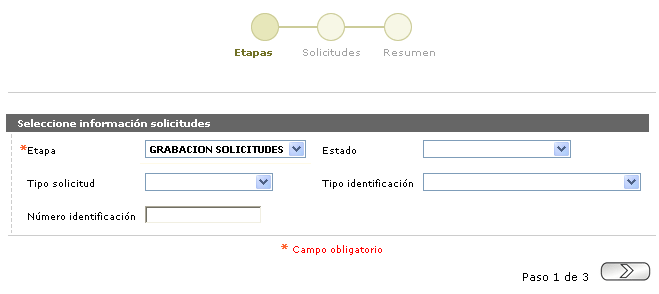 Etapas Solicitudes Resumen
Seleccione información solicitudes
*Etapa GRABACION SOLICITUDES Estado
Tipo solicitud Tipo identificación
Número identificación
* Campo obligatorio
Paso 1 de 3